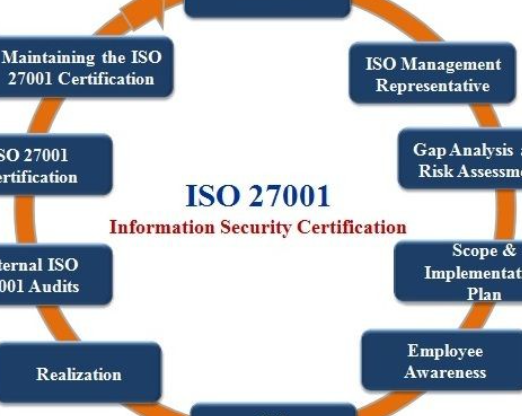 Maintaining the ISO
27001 Certification
ISO Management
Representative
SO 27001
ertification
Gap Analysis a
Risk Assessme
ISO 27001
Information Security Certification
ternal ISO
001 Audits
Scope &
Implementat
Plan
Realization
Employee
Awareness